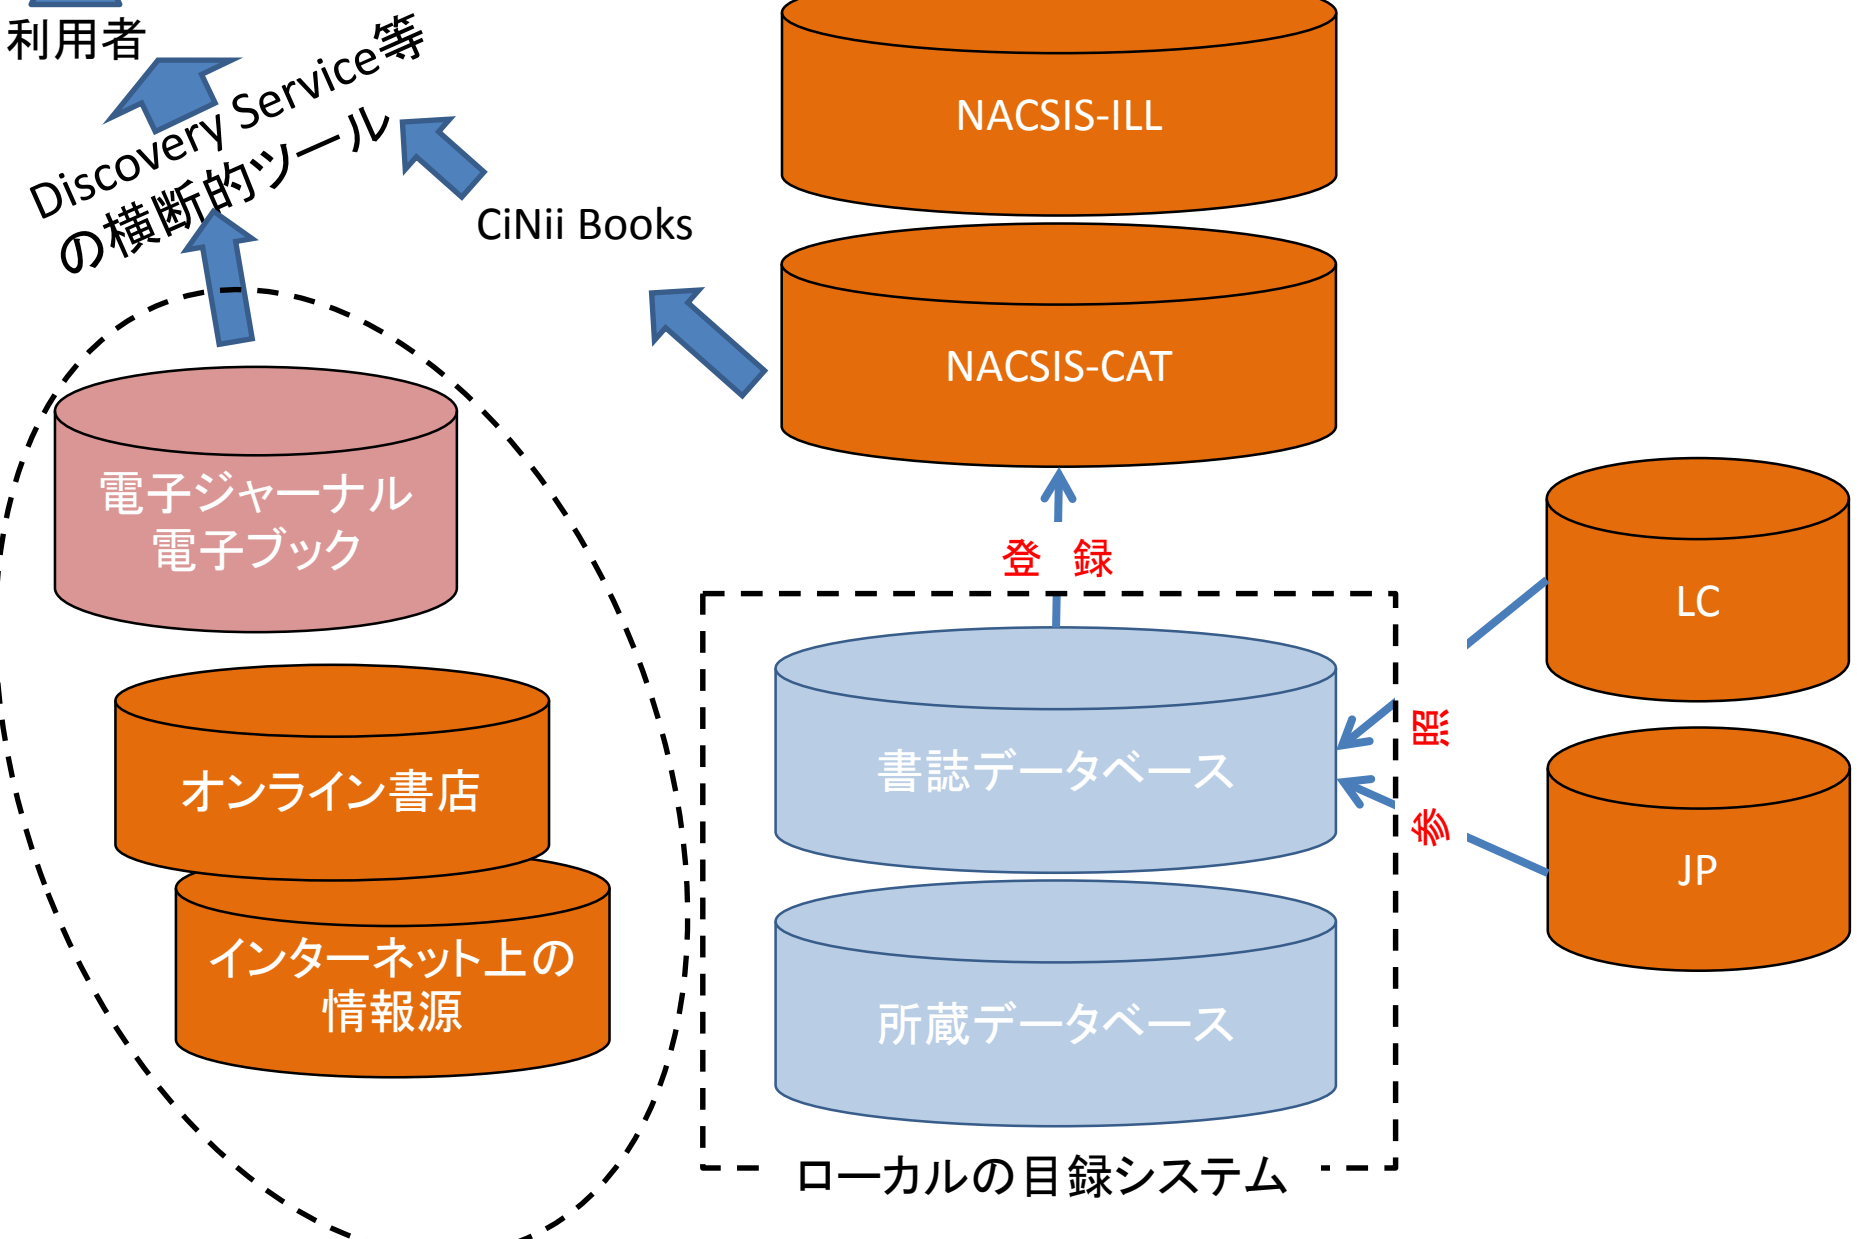 利用者
Discovery Service等
の横断的ツール
CiNii Books
NACSIS-ILL
NACSIS-CAT
電子ジャーナル
電子ブック
オンライン書店
インターネット上の
情報源
登　録
書誌データベース
所蔵データベース
ローカルの目録システム
参　照
LC
JP